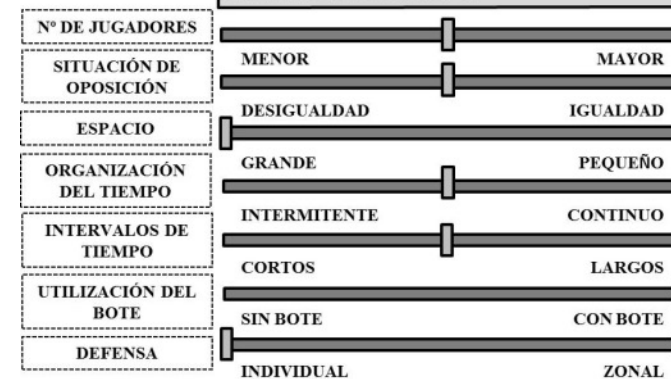 Nº DE JUGADORES
MENOR MAYOR
SITUACIÓN DE
OPOSICIÓN
DESIGUALDAD IGUALDAD
ESPACIO
GRANDE PEQUEÑO
ORGANIZACIÓN
DEL TIEMPO
INTERMITENTE CONTINUO
INTERVALOS DE
TIEMPO
CORTOS LARGOS
UTILIZACIÓN DEL
BOTE
SIN BOTE CON BOTE
DEFENSA
INDIVIDUAL ZONAL